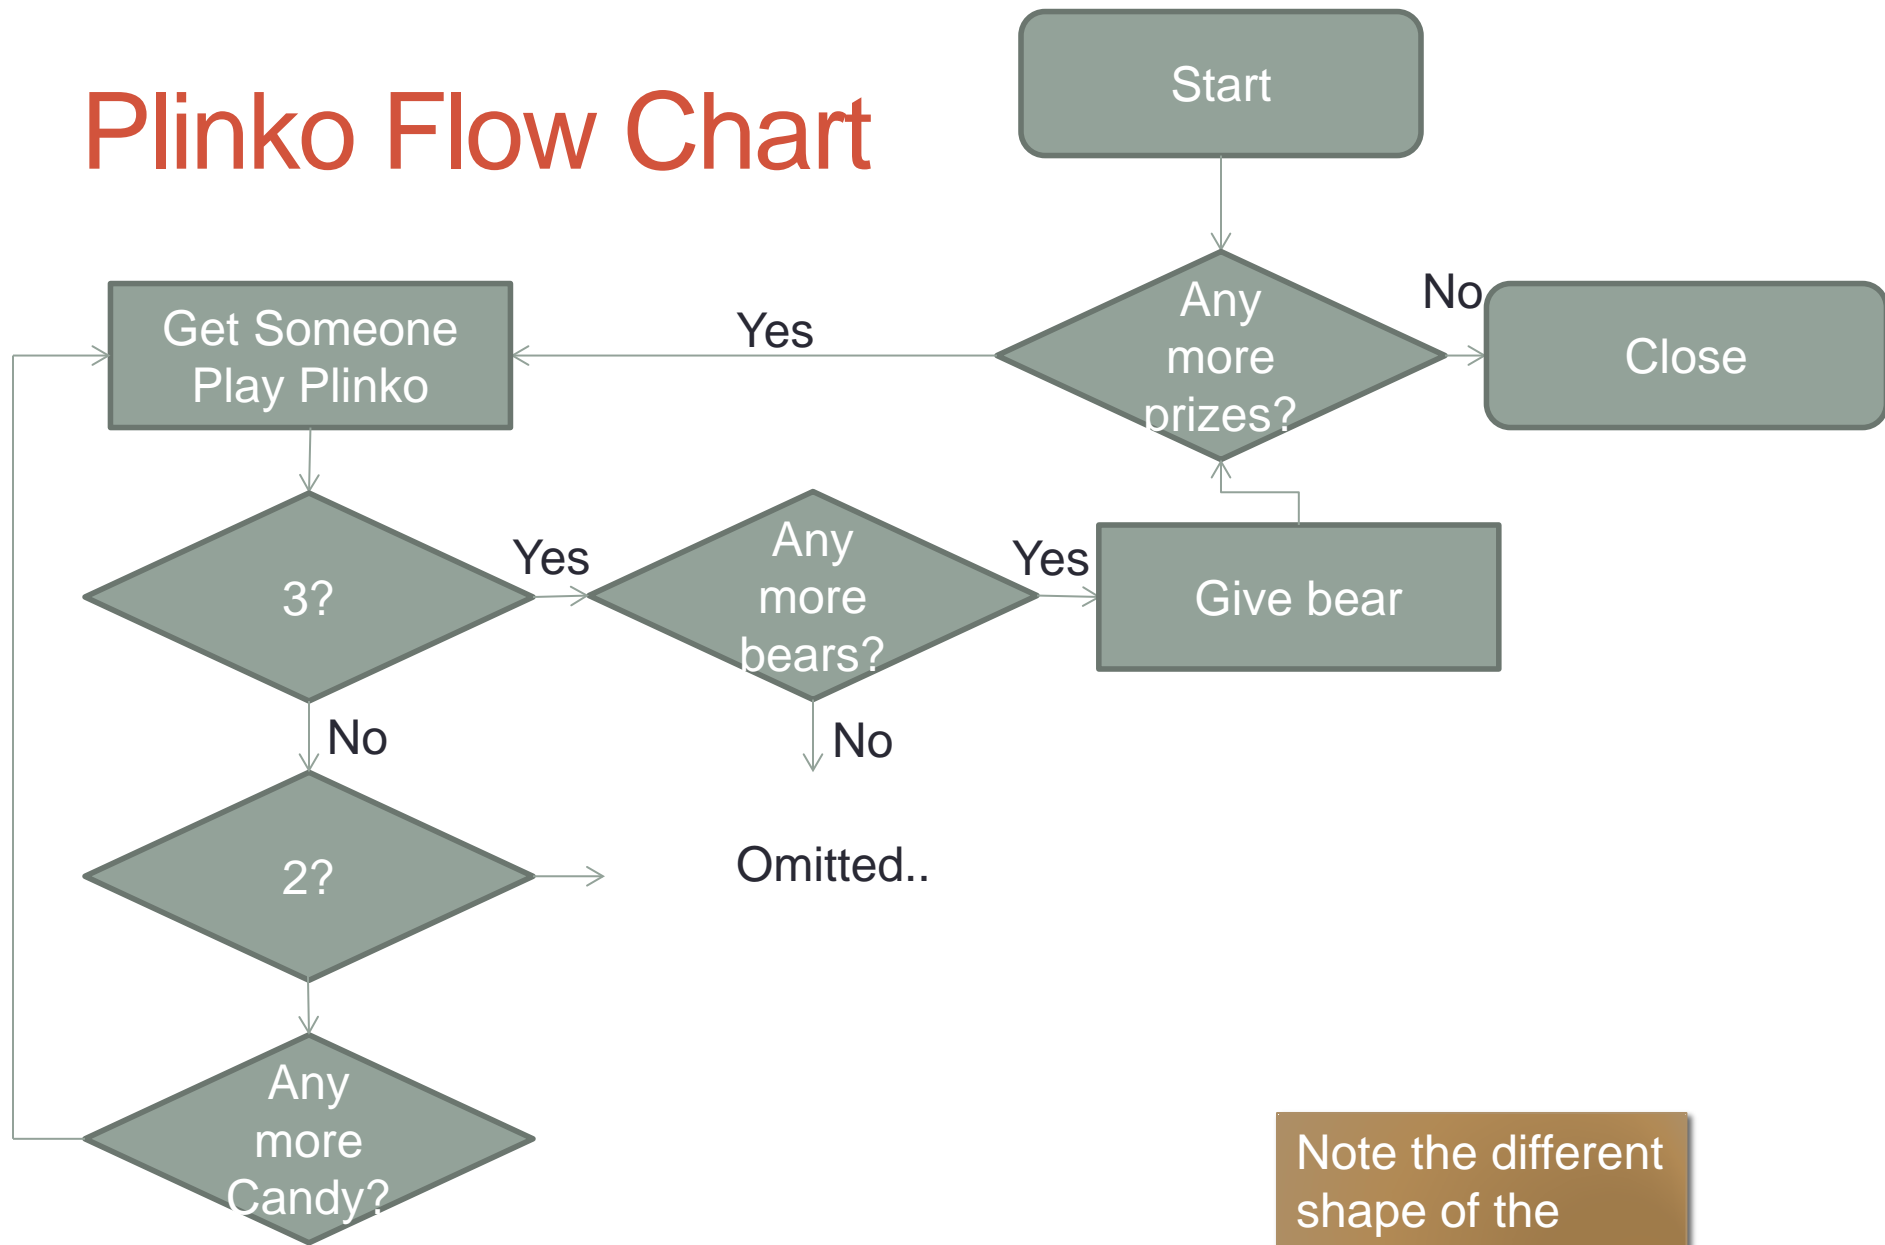 Plinko Flow Chart
Start
Any
more
prizes?
No
Close
Yes
Get Someone
Play Plinko
3?
Yes
Any
more
bears?
Yes
Give bear
No
No
2?
Omitted..
Any
more
Candy?
Note the different
shape of the